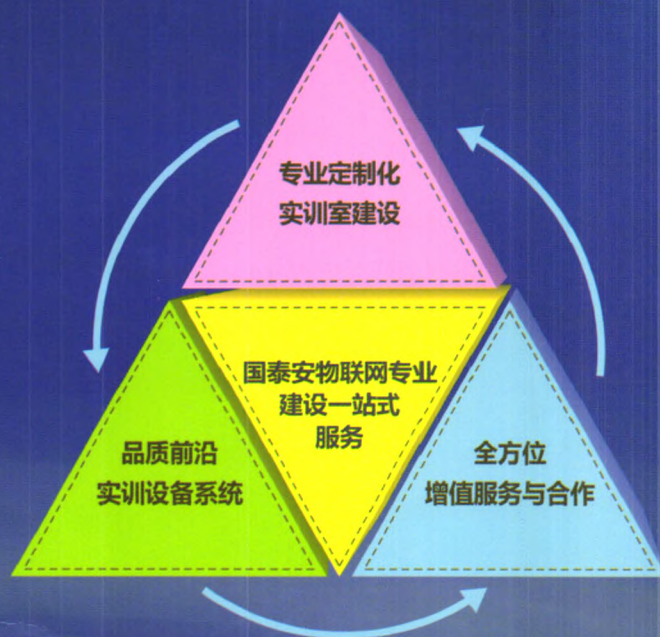 专业定制化
实训室建设
国泰安物联网专业
建设一站式
服务
品质前沿
实训设备系统
全方位
增值服务与合作